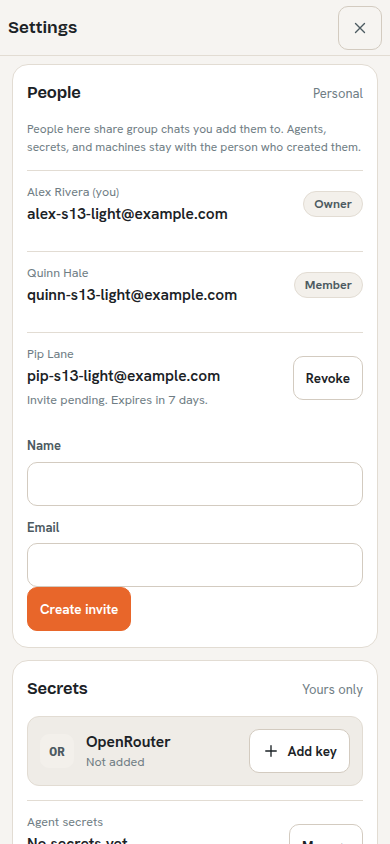 Settings
People
Personal
People here share group chats you add them to. Agents,
secrets, and machines stay with the person who created them.
Alex Rivera (you)
alex-s13-light@example.com
Owner
Quinn Hale
quinn-s13-light@example.com
Member
Pip Lane
pip-s13-light@example.com
Invite pending. Expires in 7 days.
Revoke
Name
Email
Create invite
Secrets
Yours only
OR
OpenRouter
Not added
Add key
Agent secrets
No secrets yet